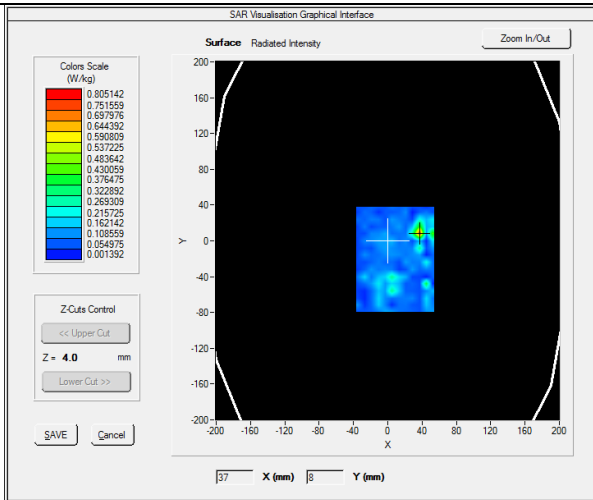 SAR Visualisation Graphical Interface
Surface Radiated Intensity
Zoom In/Out
Colors Scale
(W/kg)
0.805142
0.751559
0.697976
0.644392
0.590809
0.537225
0.483642
0.430059
0.376475
0.322892
0.269309
0.215725
0.162142
0.108559
0.054975
0.001392
Z-Cuts Control
<< Upper Cut
Z = 4.0 mm
Lower Cut >>
SAVE Cancel
200
160
120
80
40
0
-40
-80
-120
-160
-200
Y
-200 -160 -120 -80 -40 0 40 80 120 160 200
X
37 X (mm) 8 Y (mm)